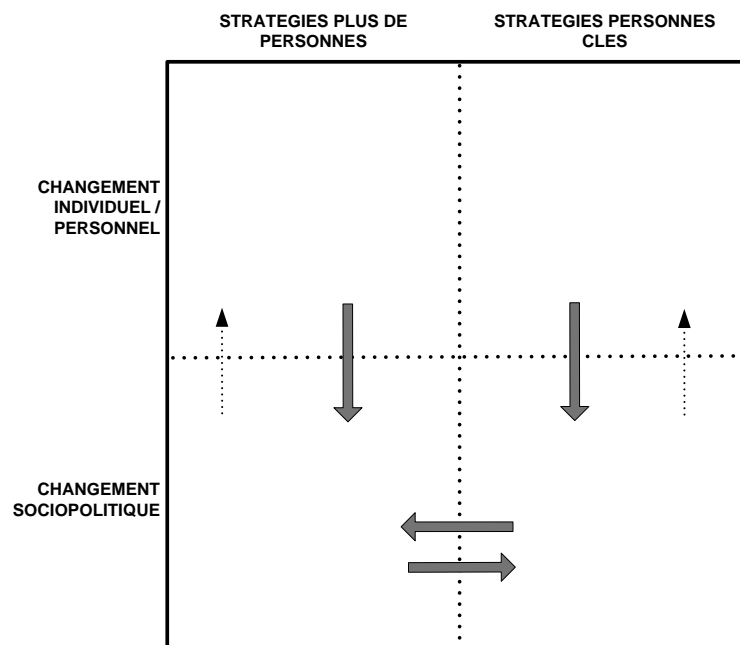 STRATEGIES PLUS DE
PERSONNES
STRATEGIES PERSONNES
CLES
CHANGEMENT
INDIVIDUEL /
PERSONNEL
CHANGEMENT
SOCIOPOLITIQUE